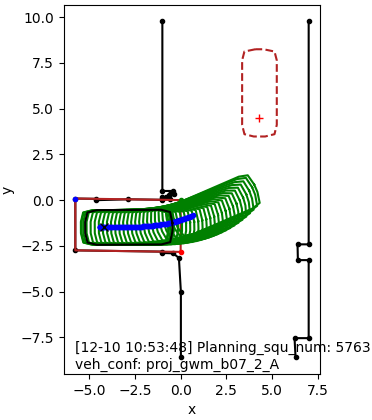 10.0
7.5
5.0
2.5
0.0
−2.5
−5.0
−7.5
y
[12-10 10:53:48] Planning_squ_num: 5763
veh_conf: proj_gwm_b07_2_A
−5.0 −2.5 0.0 2.5 5.0 7.5
x